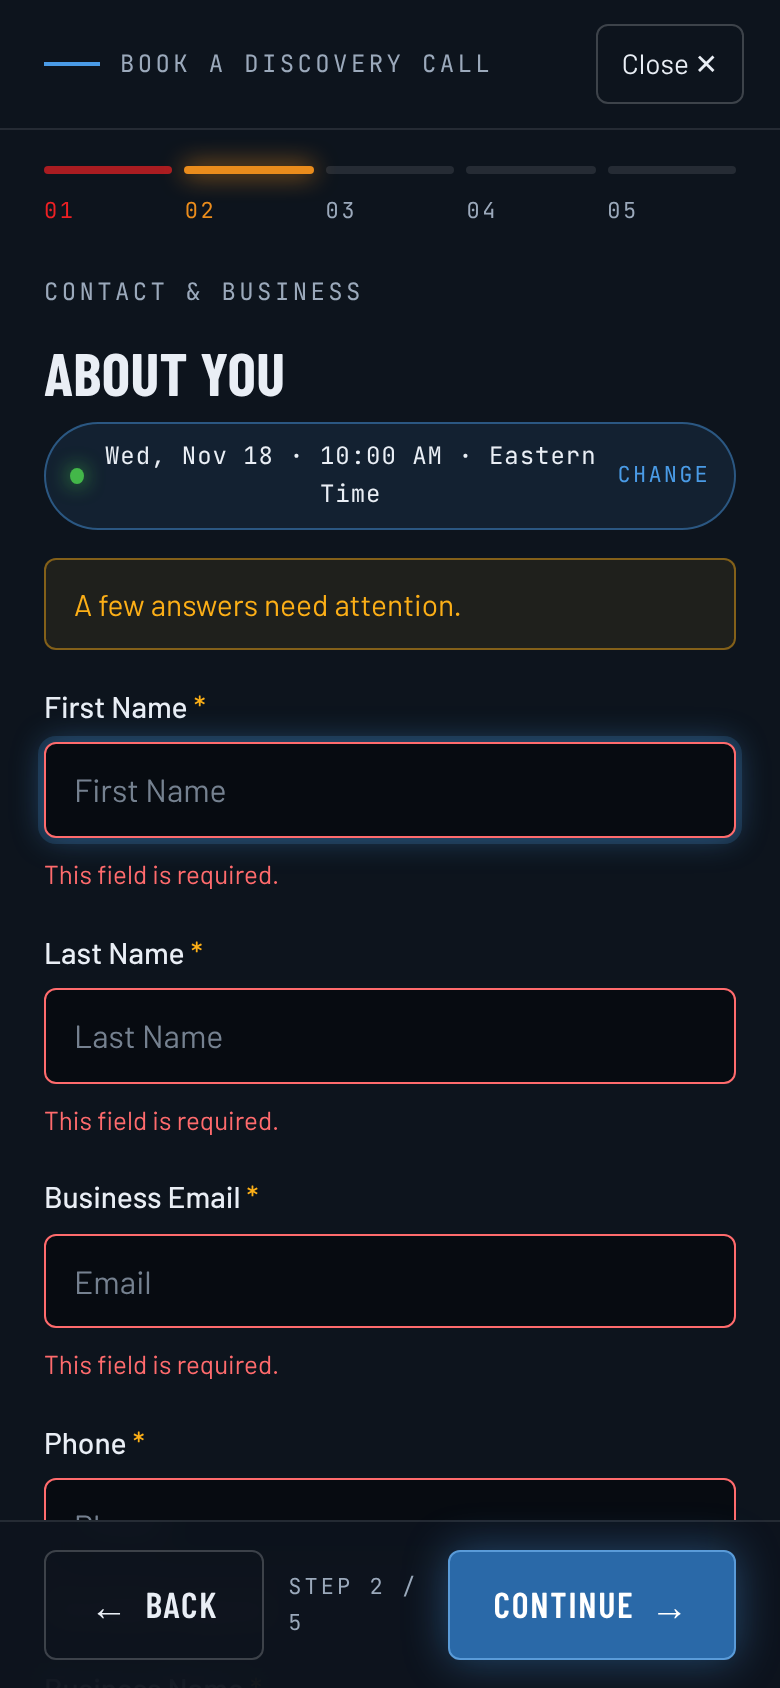 BOOK A DISCOVERY CALL
Close ✕
01 02 03 04 05
CONTACT & BUSINESS
ABOUT YOU
Wed, Nov 18 · 10:00 AM · Eastern
Time
CHANGE
A few answers need attention.
First Name *
First Name
This field is required.
Last Name *
Last Name
This field is required.
Business Email *
Email
This field is required.
Phone *
← BACK
STEP 2 /
5
CONTINUE →